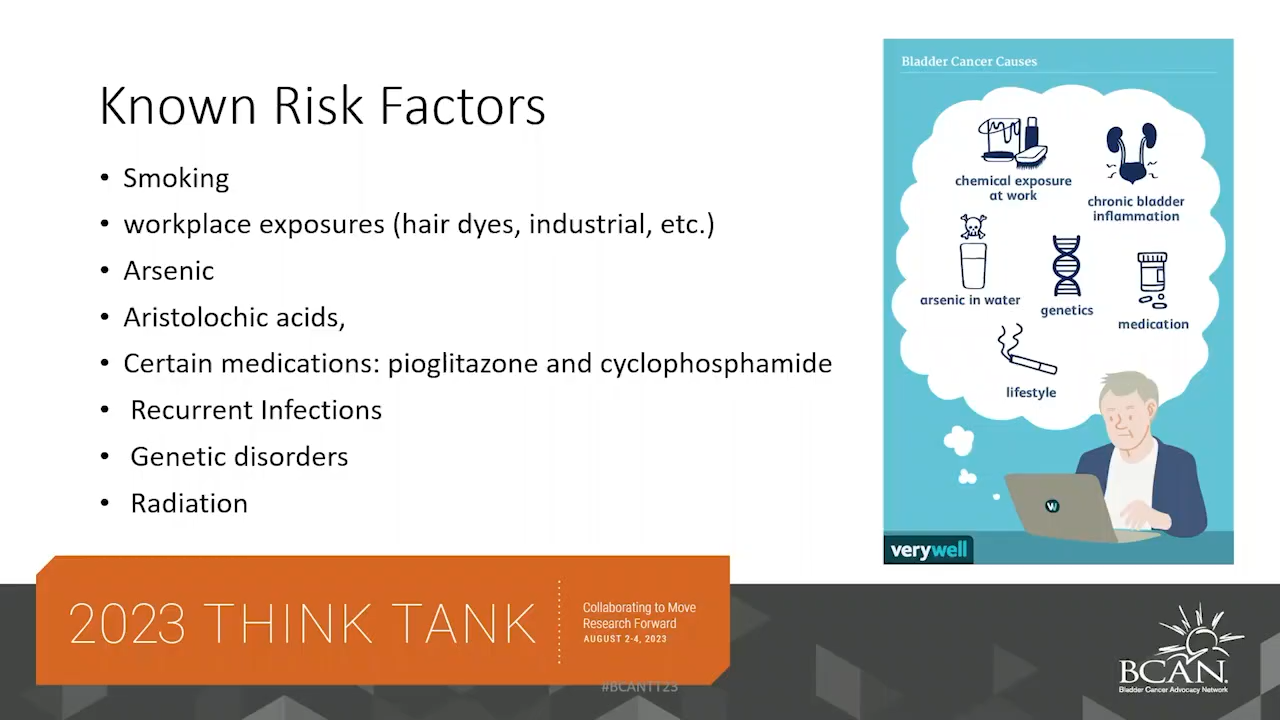 Known Risk Factors
• Smoking
• workplace exposures (hair dyes, industrial, etc.)
• Arsenic
• Aristolochic acids,
• Certain medications: pioglitazone and cyclophosphamide
• Recurrent Infections
• Genetic disorders
• Radiation
Bladder Cancer Causes
chemical exposure
at work
chronic bladder
inflammation
arsenic in water
genetics
medication
lifestyle
W
verywell
2023 THINK TANK
Collaborating to Move
Research Forward
AUGUST 2-4, 2023
#BCANTT23
BCAN.
Bladder Cancer Advocacy Network